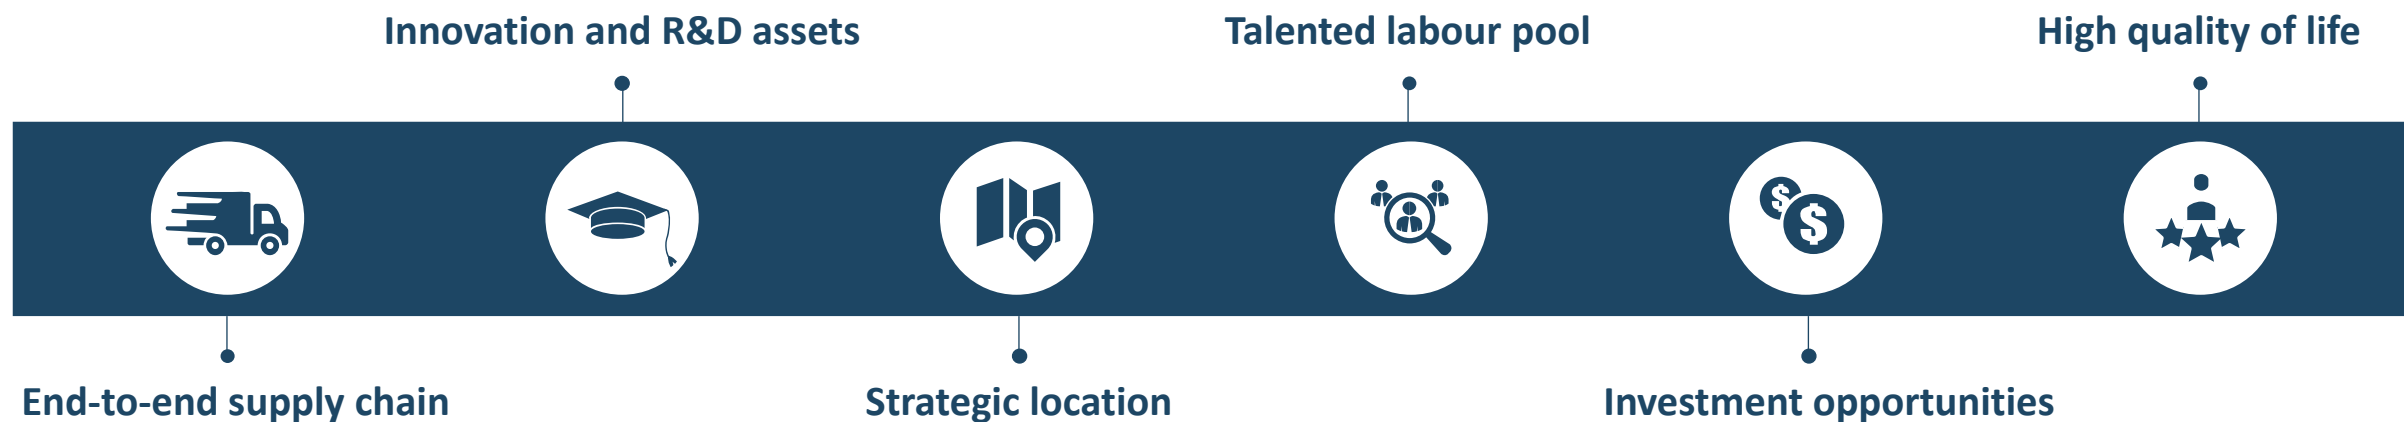 Innovation and R&D assets
Talented labour pool
High quality of life
$
$
End-to-end supply chain
Strategic location
Investment opportunities